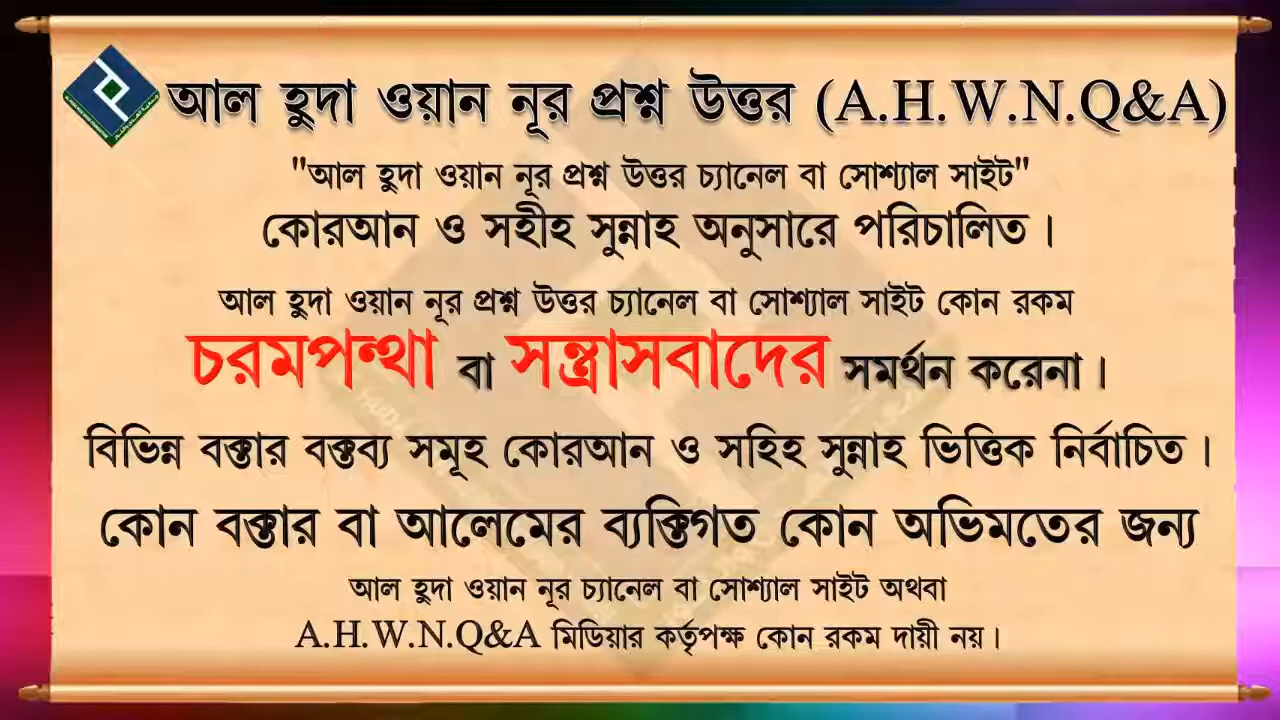 আল হুদা ওয়ান নূর প্রশ্ন উত্তর (A.H.W.N.Q&A)
"আল হুদা ওয়ান নূর প্রশ্ন উত্তর চ্যানেল বা সোশ্যাল সাইট"
কোরআন ও সহীহ সুন্নাহ অনুসারে পরিচালিত।
আল হুদা ওয়ান নূর প্রশ্ন উত্তর চ্যানেল বা সোশ্যাল সাইট কোন রকম
চরমপন্থা বা সন্ত্রাসবাদের সমর্থন করেনা।
বিভিন্ন বক্তার বক্তব্য সমূহ কোরআন ও সহিহ সুন্নাহ ভিত্তিক নির্বাচিত।
কোন বক্তার বা আলেমের ব্যক্তিগত কোন অভিমতের জন্য
আল হুদা ওয়ান নূর চ্যানেল বা সোশ্যাল সাইট অথবা
A.H.W.N.Q&A মিডিয়ার কর্তৃপক্ষ কোন রকম দায়ী নয়।